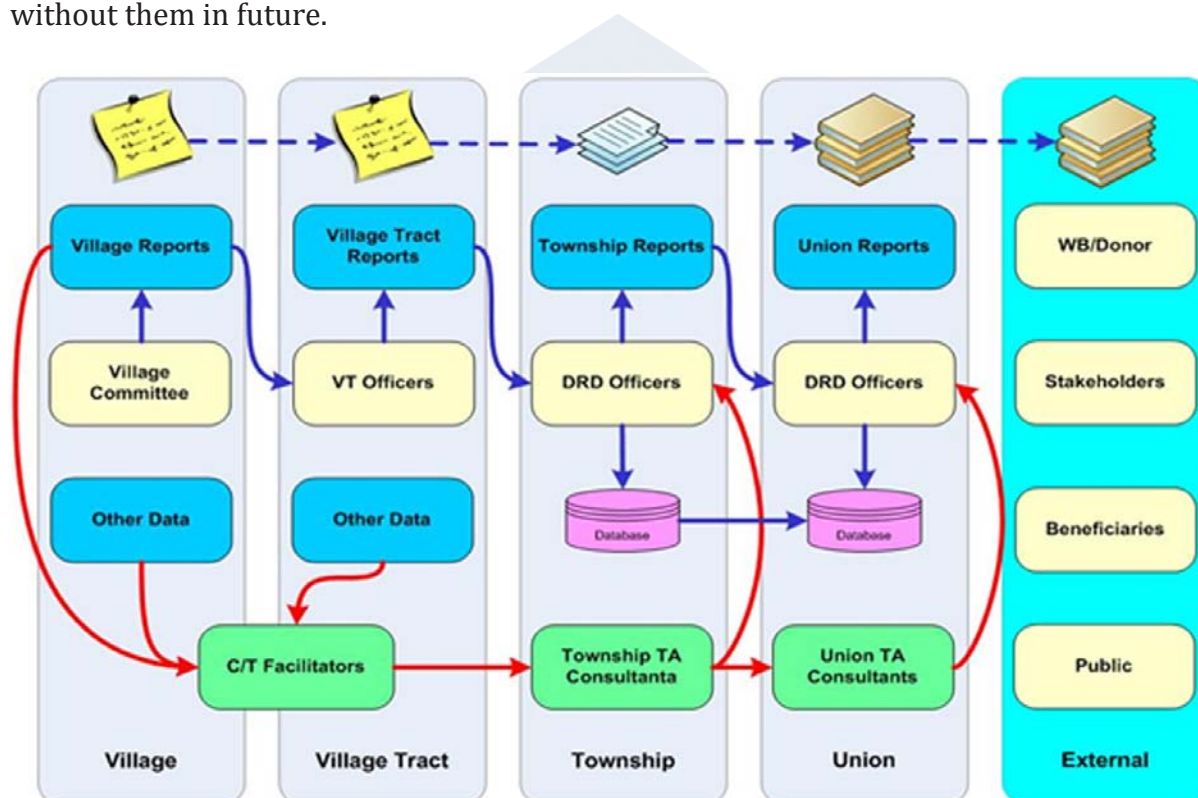 without them in future.
Village Reports
Village Tract
Reports
Township Reports
Union Reports
WB/Donor
Village
Committee
VT Officers
DRD Officers
DRD Officers
Stakeholders
Other Data
Other Data
Database
Database
Beneficiaries
C/T Facilitators
Township TA
Consultanta
Union TA
Consultants
Public
Village
Village Tract
Township
Union
External